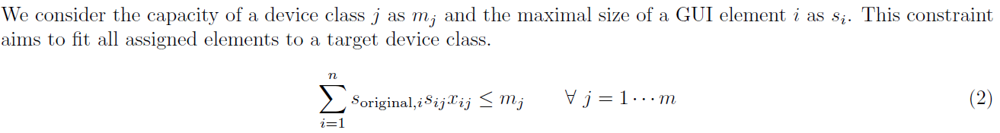 We consider the capacity of a device class j as m_j and the maximal size of a GUI element i as s_i. This constraint
aims to fit all assigned elements to a target device class.
\sum_{i=1}^{n} s_{\text{original},i} s_{ij} x_{ij} \leq m_j \qquad \forall\ j = 1 \cdots m \qquad (2)